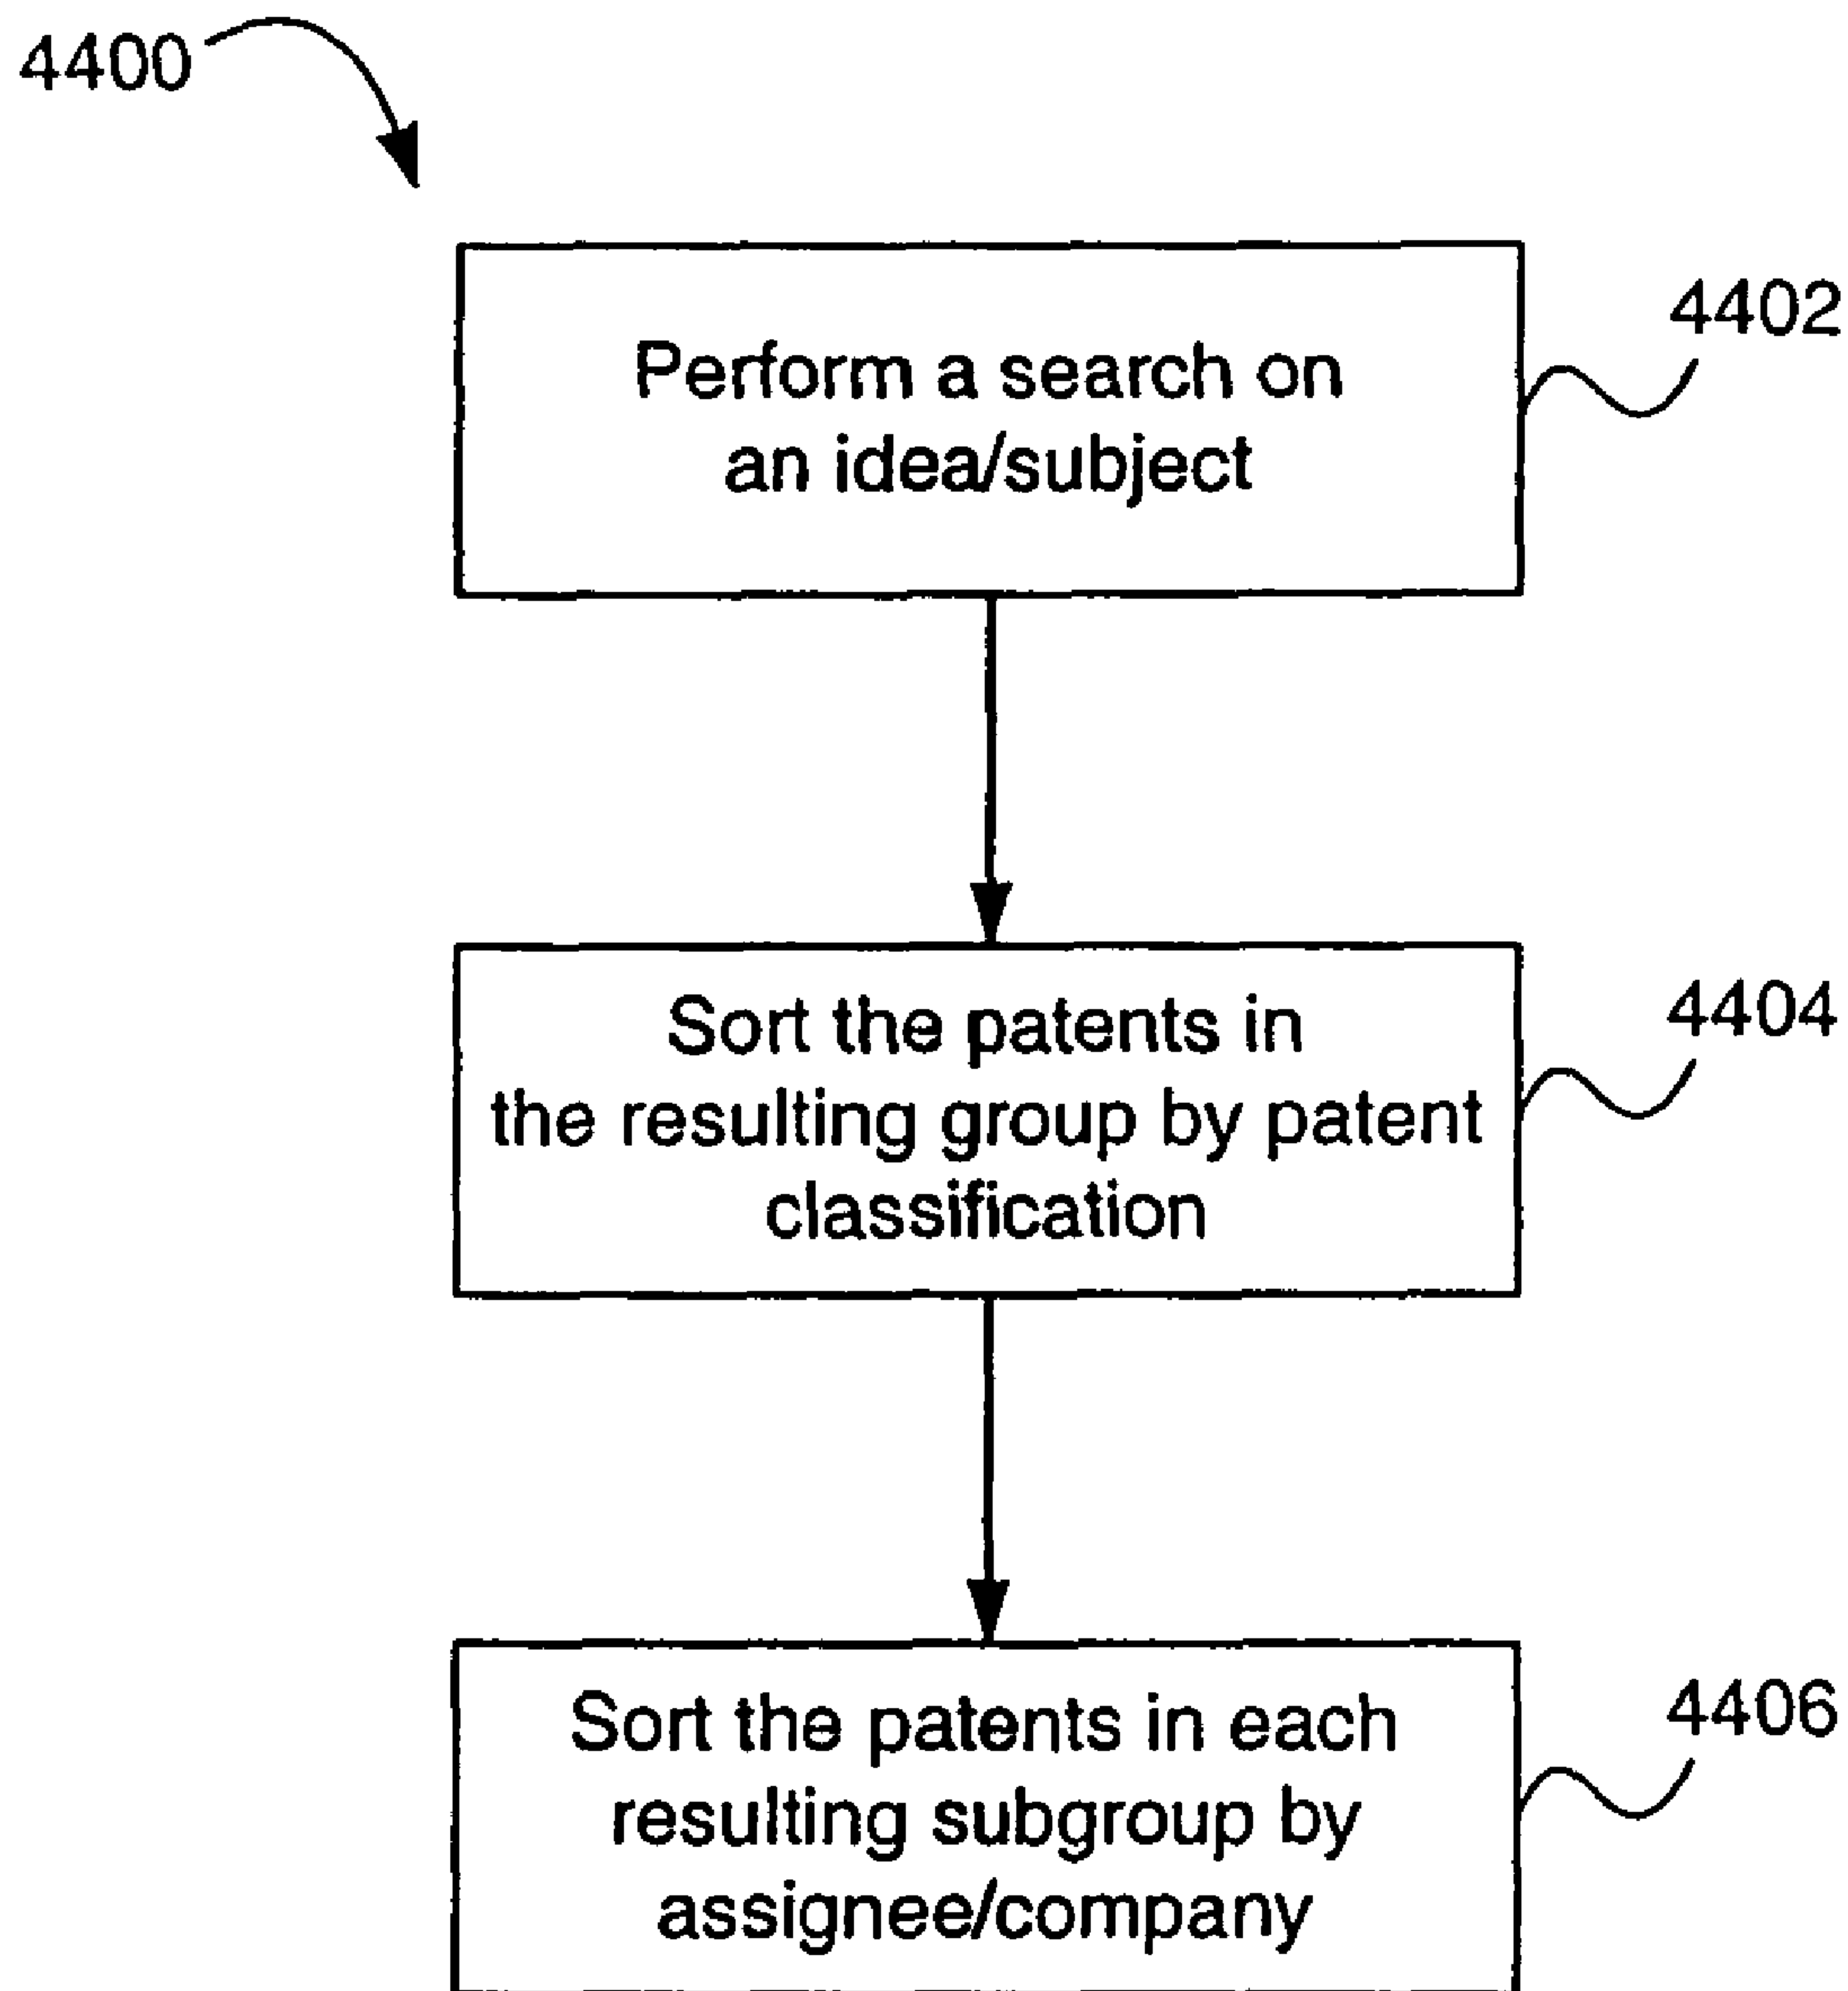 4400
4402
Perform a search on
an idea/subject
4404
Sort the patents in
the resulting group by patent
classification
4406
Sort the patents in each
resulting subgroup by
assignee/company